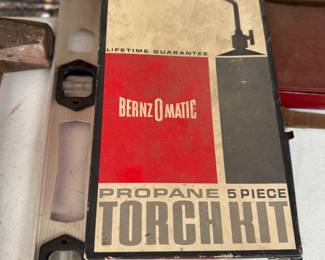 LIFETIME GUARANTEE
BERNZOMATIC
PROPANE 5 PIECE
TORCH KIT